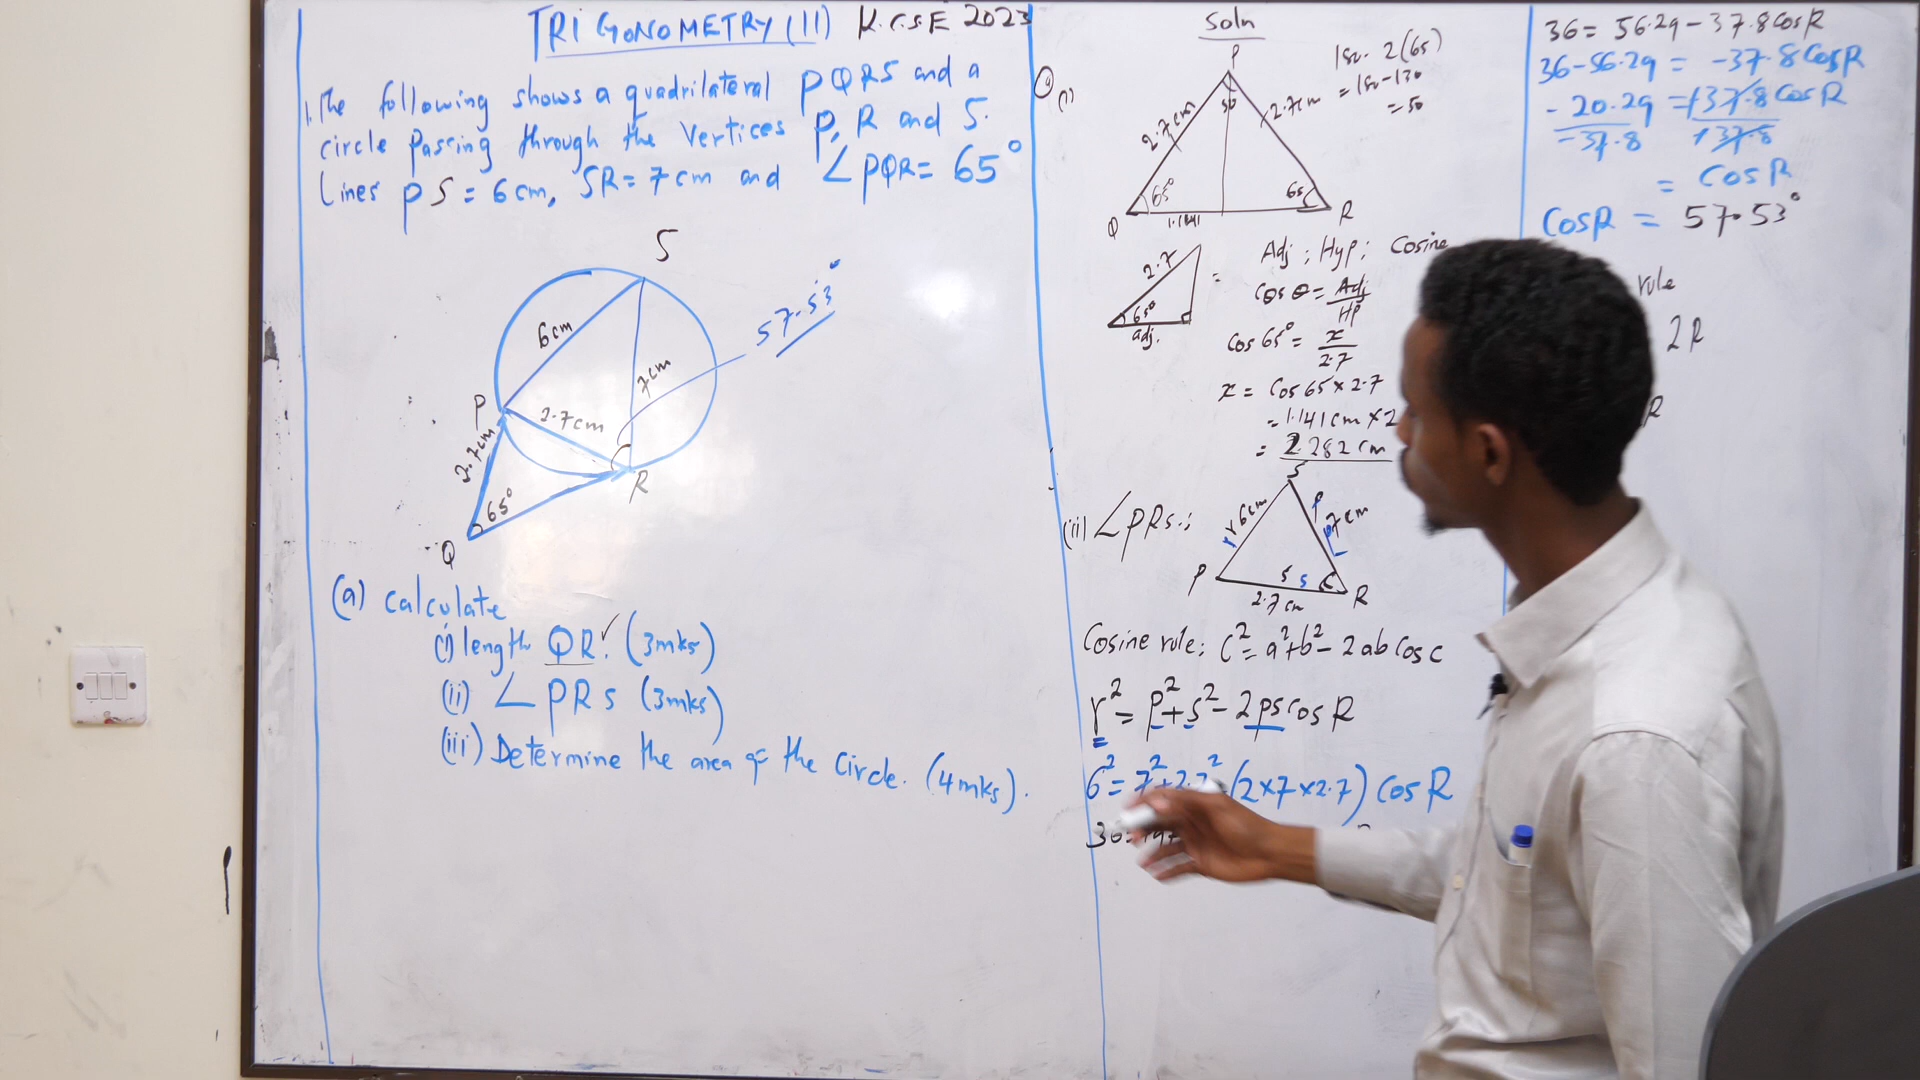 TRIGONOMETRY (II) K.C.S.E 2023
1. The following shows a quadrilateral PQRS and a
circle Passing through the Vertices P, R and S.
Lines PS = 6cm, SR = 7cm and ∠PQR = 65°
S
6cm
7cm
57.53°
P
2.7cm
2.7cm
65°
R
Q
(a) Calculate
(i) length QR. ✓ (3mks)
(ii) ∠PRS (3mks)
(iii) Determine the area of the Circle. (4mks).
Soln
(i)
P
180 - 2(65)
= 180-130
= 50
50
2.7cm
2.7cm
65°
65
Q
1.141
R
2.7
65°
adj.
=
Adj ; Hyp ; Cosine
Cos θ = Adj
HP
Cos 65° = x
2.7
x = Cos 65 × 2.7
= 1.141cm × 2
= 2.282 cm
(ii) ∠PRS.;
S
r 6cm
P
7cm
P
s s
R
2.7 cm
Cosine rule; c² = a² + b² - 2ab cos c
r² = p² + s² - 2ps cos R
6² = 7² + 2.7² - (2×7×2.7) cos R
36 =
36 = 56.29 - 37.8 cos R
36 - 56.29 = -37.8 cos R
-20.29 = +37.8 cos R
-37.8 +37.8
= cos R
Cos R = 57.53°
rule
2R
R